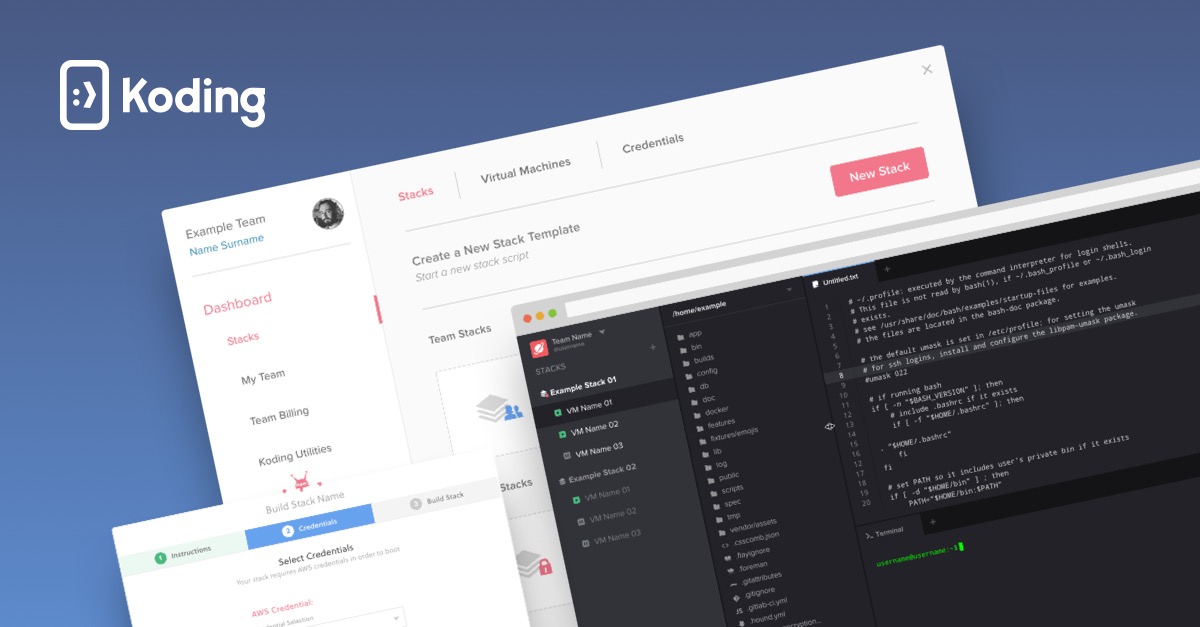 :❭ Koding
Example Team
Name Surname
Dashboard
Stacks
My Team
Team Billing
Koding Utilities
Stacks
Virtual Machines
Credentials
New Stack
Create a New Stack Template
Start a new stack script
Team Stacks
Stacks
Build Stack Name
1 Instructions
2 Credentials
3 Build Stack
Select Credentials
Your stack requires AWS credentials in order to boot
AWS Credential:
Selection
Team Name
@username
STACKS
+
Example Stack 01
VM Name 01
VM Name 02
VM Name 03
Example Stack 02
VM Name 01
VM Name 02
VM Name 03
/home/example
app
bin
builds
config
db
doc
docker
features
fixtures/emojis
lib
log
public
scripts
spec
tmp
vendor/assets
.csscomb.json
.flayignore
.foreman
.gitattributes
.gitignore
.gitlab-ci.yml
.hound.yml
Untitled.txt
+
1 # ~/.profile: executed by the command interpreter for login shells.
2 # This file is not read by bash(1), if ~/.bash_profile or ~/.bash_login
3 # exists.
4 # see /usr/share/doc/bash/examples/startup-files for examples.
5 # the files are located in the bash-doc package.
6
7 # the default umask is set in /etc/profile: for setting the umask
8 # for ssh logins, install and configure the libpam-umask package.
9 #umask 022
10
11 # if running bash
12 if [ -n "$BASH_VERSION" ]; then
13 # include .bashrc if it exists
14 if [ -f "$HOME/.bashrc" ]; then
15 . "$HOME/.bashrc"
16 fi
12 fi
17
18 # set PATH so it includes user's private bin if it exists
19 if [ -d "$HOME/bin" ] ; then
20 PATH="$HOME/bin:$PATH"
>_ Terminal
+
username@username:~$